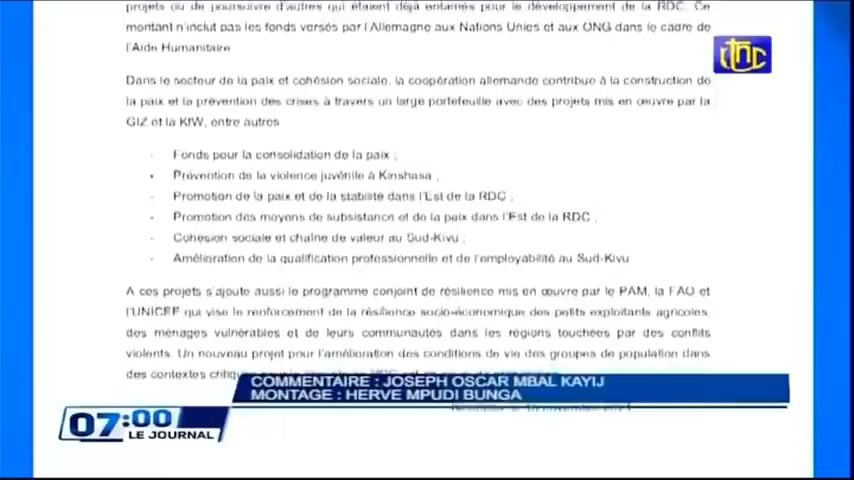 projets ou de poursuivre d'autres qui étaient déjà entamés pour le développement de la RDC. Ce
montant n'inclut pas les fonds versés par l'Allemagne aux Nations Unies et aux ONG dans le cadre de
l'Aide Humanitaire
Dans le secteur de la paix et cohésion sociale, la coopération allemande contribue à la construction de
la paix et la prévention des crises à travers un large portefeuille avec des projets mis en œuvre par la
GIZ et la KfW, entre autres
- Fonds pour la consolidation de la paix ;
- Prévention de la violence juvénile à Kinshasa ;
- Promotion de la paix et de la stabilité dans l'Est de la RDC ;
- Promotion des moyens de subsistance et de la paix dans l'Est de la RDC ;
- Cohésion sociale et chaîne de valeur au Sud-Kivu ;
- Amélioration de la qualification professionnelle et de l'employabilité au Sud-Kivu
A ces projets s'ajoute aussi le programme conjoint de résilience mis en œuvre par le PAM, la FAO et
l'UNICEF qui vise le renforcement de la résilience socio-économique des petits exploitants agricoles,
des ménages vulnérables et de leurs communautés dans les régions touchées par des conflits
violents. Un nouveau projet pour l'amélioration des conditions de vie des groupes de population dans
des contextes
COMMENTAIRE : JOSEPH OSCAR MBAL KAYIJ
MONTAGE : HERVE MPUDI BUNGA
07:00
LE JOURNAL